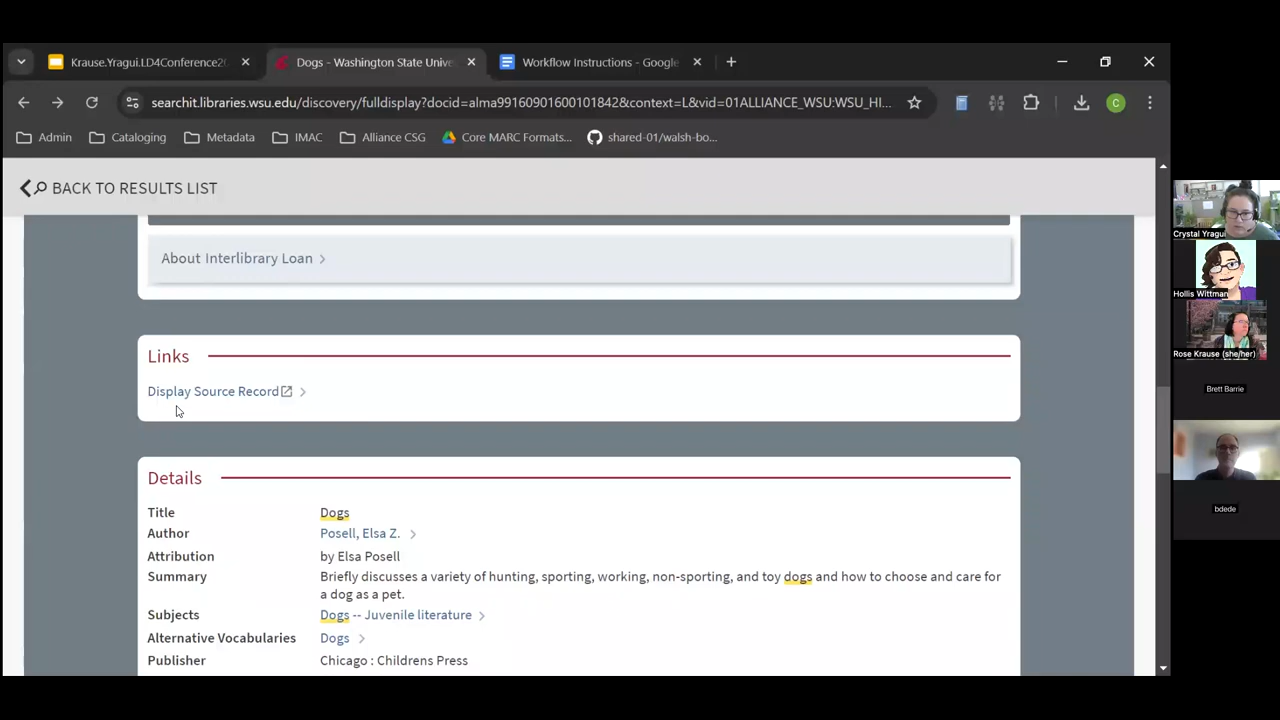 Krause.Yragui.LD4Conference20
Dogs - Washington State Unive
Workflow Instructions - Google
searchit.libraries.wsu.edu/discovery/fulldisplay?docid=alma99160901600101842&context=L&vid=01ALLIANCE_WSU:WSU_HI...
C
Admin
Cataloging
Metadata
IMAC
Alliance CSG
Core MARC Formats...
shared-01/walsh-bo...
BACK TO RESULTS LIST
About Interlibrary Loan
Links
Display Source Record
Details
Title Dogs
Author Posell, Elsa Z.
Attribution by Elsa Posell
Summary Briefly discusses a variety of hunting, sporting, working, non-sporting, and toy dogs and how to choose and care for
a dog as a pet.
Subjects Dogs -- Juvenile literature
Alternative Vocabularies Dogs
Publisher Chicago : Childrens Press
Crystal Yragui
Hollis Wittman
Rose Krause (she/her)
Brett Barrie
bdede